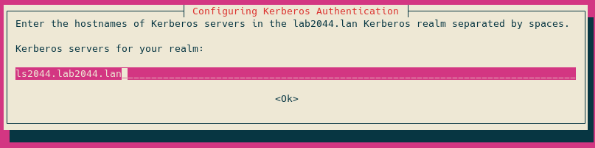 Configuring Kerberos Authentication
Enter the hostnames of Kerberos servers in the lab2044.lan Kerberos realm separated by spaces.
Kerberos servers for your realm:
ls2044.lab2044.lan
<Ok>